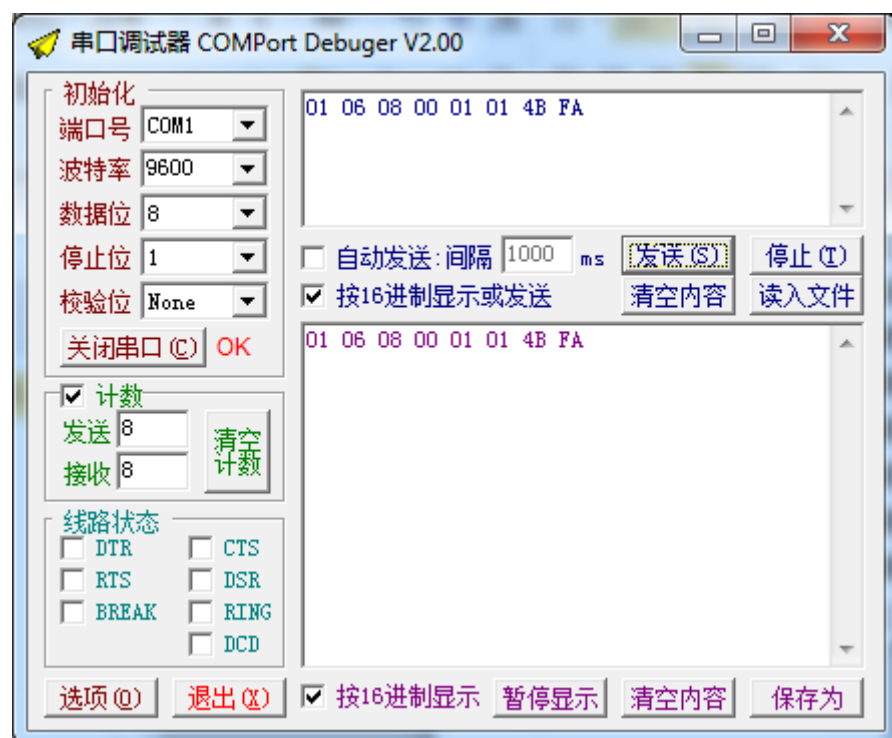 串口调试器 COMPort Debuger V2.00
初始化
端口号 COM1
波特率 9600
数据位 8
停止位 1
校验位 None
关闭串口(C) OK
计数
发送 8
接收 8
清空
计数
线路状态
DTR CTS
RTS DSR
BREAK RING
DCD
选项(O) 退出(X)
01 06 08 00 01 01 4B FA
自动发送:间隔 1000 ms 发送(S) 停止(T)
按16进制显示或发送 清空内容 读入文件
01 06 08 00 01 01 4B FA
按16进制显示 暂停显示 清空内容 保存为